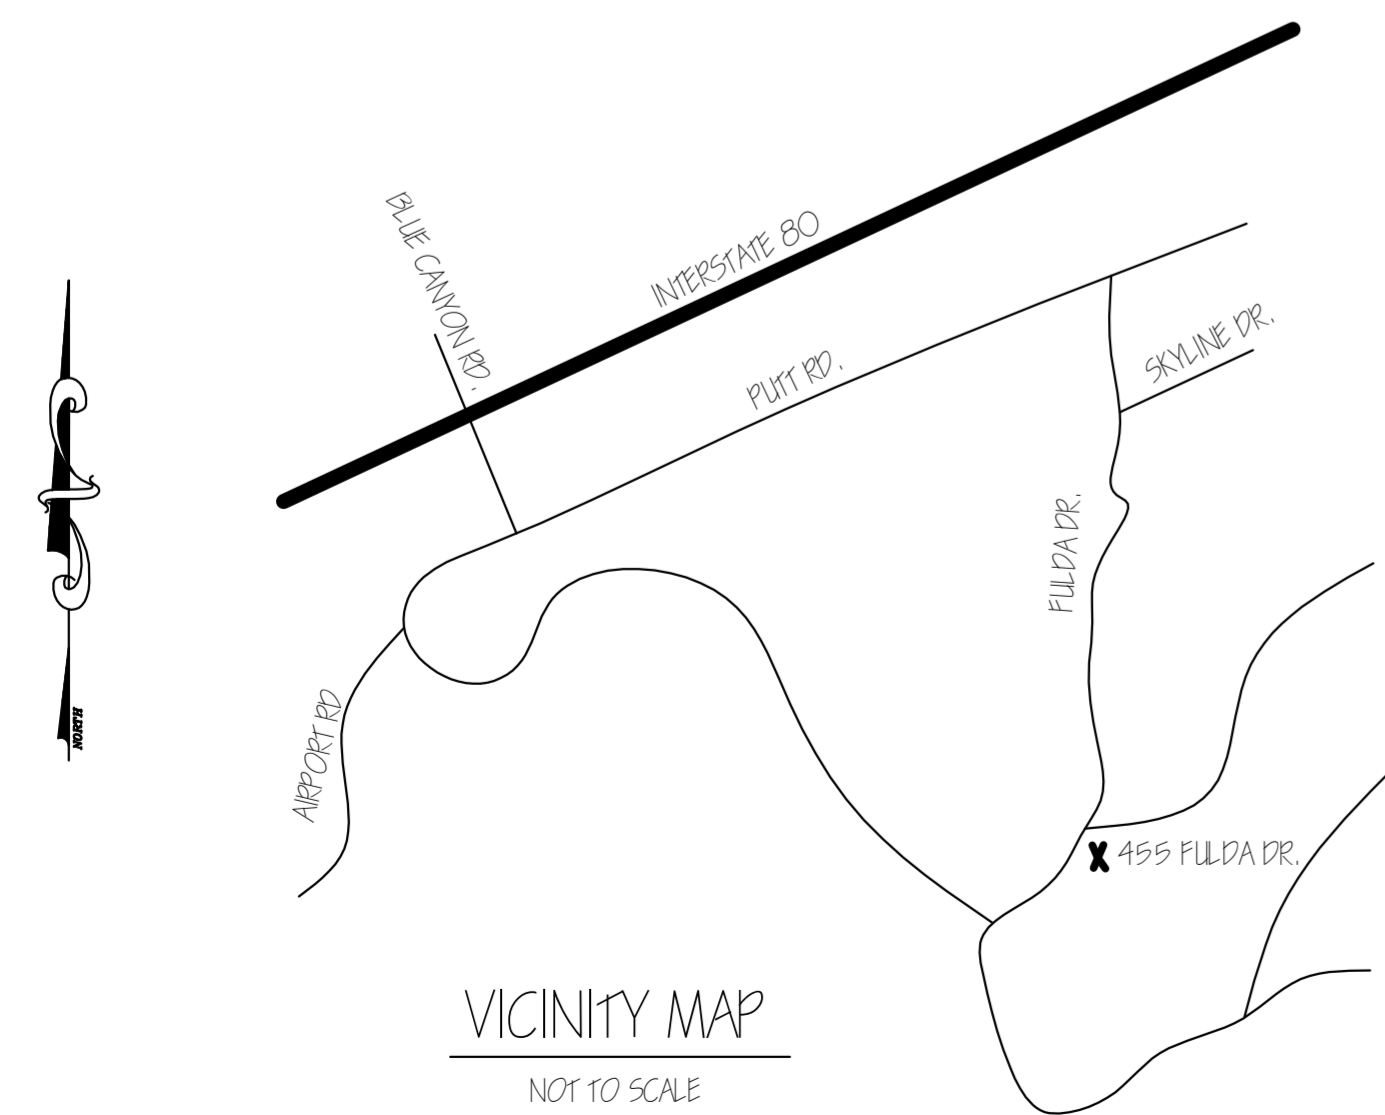 BLUE CANYON RD.
INTERSTATE 80
PUTT RD.
SKYLINE DR.
FULDA DR.
AIRPORT RD
NORTH
X 455 FULDA DR.
VICINITY MAP
NOT TO SCALE